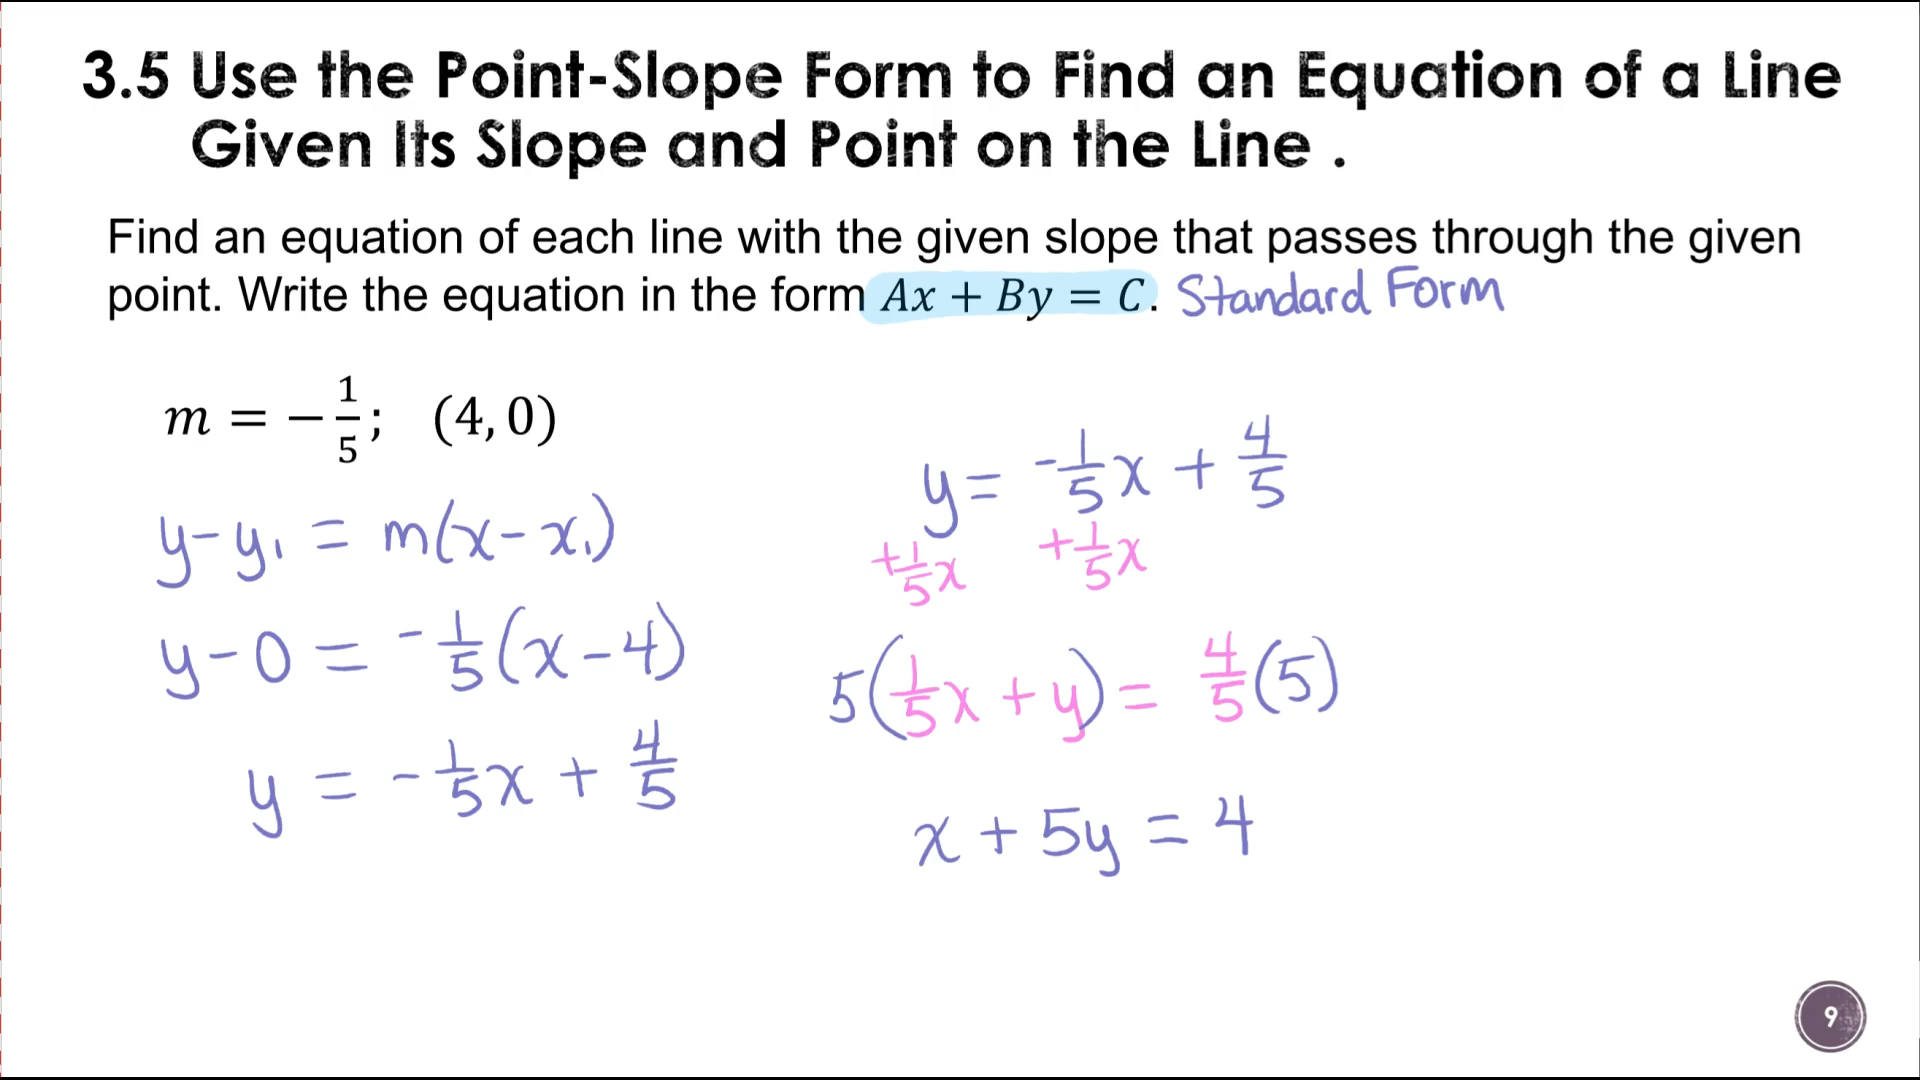 3.5 Use the Point-Slope Form to Find an Equation of a Line
Given Its Slope and Point on the Line .
Find an equation of each line with the given slope that passes through the given
point. Write the equation in the form Ax + By = C. Standard Form
m = -1/5; (4, 0)
y - y₁ = m(x - x₁)
y - 0 = -1/5(x - 4)
y = -1/5x + 4/5
y = -1/5x + 4/5
+1/5x +1/5x
5(1/5x + y) = 4/5(5)
x + 5y = 4
9